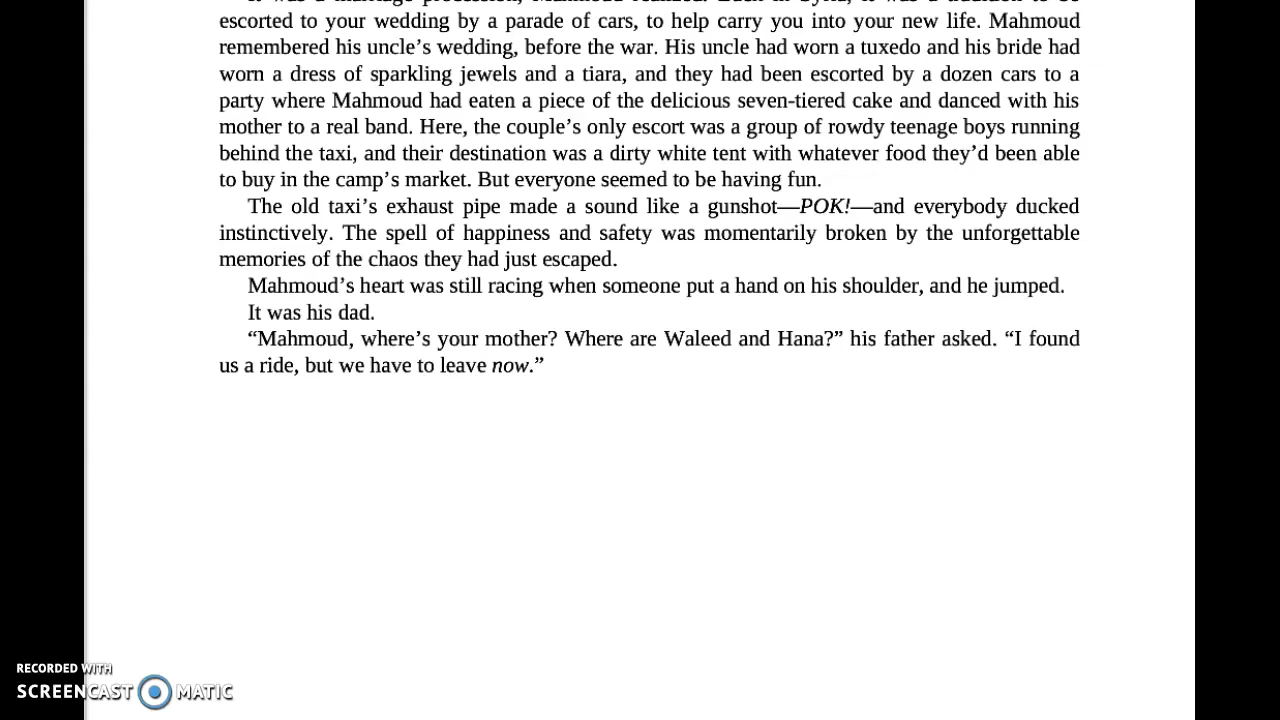 escorted to your wedding by a parade of cars, to help carry you into your new life. Mahmoud
remembered his uncle’s wedding, before the war. His uncle had worn a tuxedo and his bride had
worn a dress of sparkling jewels and a tiara, and they had been escorted by a dozen cars to a
party where Mahmoud had eaten a piece of the delicious seven-tiered cake and danced with his
mother to a real band. Here, the couple’s only escort was a group of rowdy teenage boys running
behind the taxi, and their destination was a dirty white tent with whatever food they’d been able
to buy in the camp’s market. But everyone seemed to be having fun.
The old taxi’s exhaust pipe made a sound like a gunshot—POK!—and everybody ducked
instinctively. The spell of happiness and safety was momentarily broken by the unforgettable
memories of the chaos they had just escaped.
Mahmoud’s heart was still racing when someone put a hand on his shoulder, and he jumped.
It was his dad.
“Mahmoud, where’s your mother? Where are Waleed and Hana?” his father asked. “I found
us a ride, but we have to leave now.”
RECORDED WITH
SCREENCAST MATIC